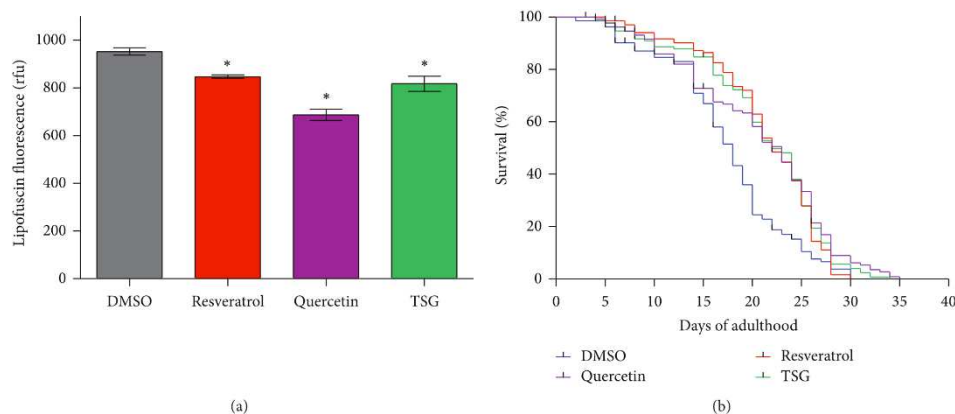 Lipofuscin fluorescence (rfu)
1000
800
600
400
200
0
* * *
DMSO Resveratrol Quercetin TSG
(a)
Survival (%)
100
80
60
40
20
0
0 5 10 15 20 25 30 35 40
Days of adulthood
DMSO Resveratrol
Quercetin TSG
(b)